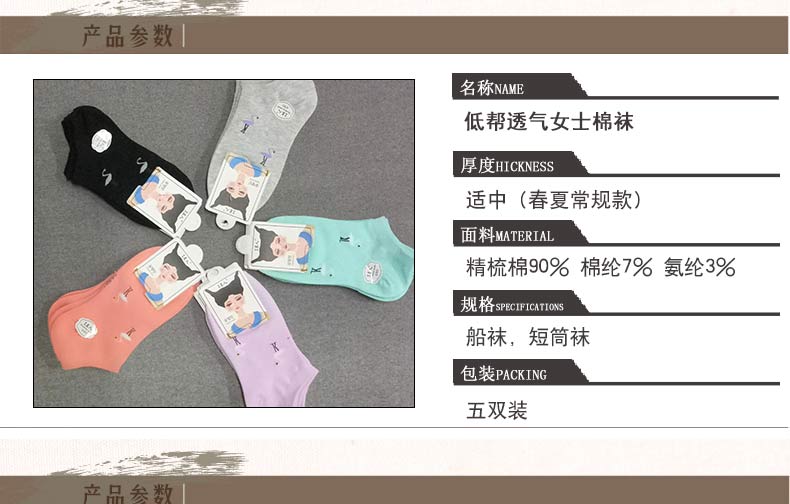 产品参数
名称NAME
低帮透气女士棉袜
厚度HICKNESS
适中（春夏常规款）
面料MATERIAL
精梳棉90% 棉纶7% 氨纶3%
规格SPECIFICATIONS
船袜，短筒袜
包装PACKING
五双装
产品参数